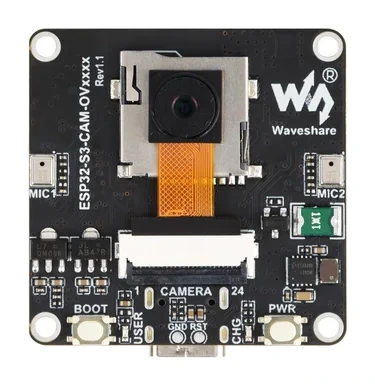 ESP32-S3-CAM-OVxxxx
Rev1.1
®
Waveshare
MIC1
MIC2
1 CAMERA 24
BOOT
USER
GND RST
CHG
PWR